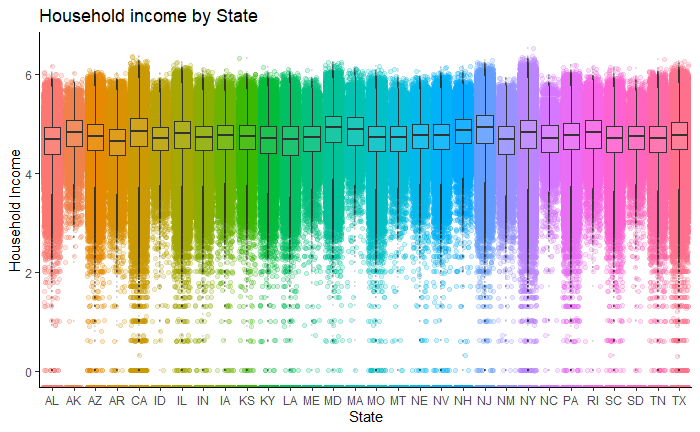 Household income by State
Household Income
6
4
2
0
AL AK AZ AR CA ID IL IN IA KS KY LA ME MD MA MO MT NE NV NH NJ NM NY NC PA RI SC SD TN TX
State